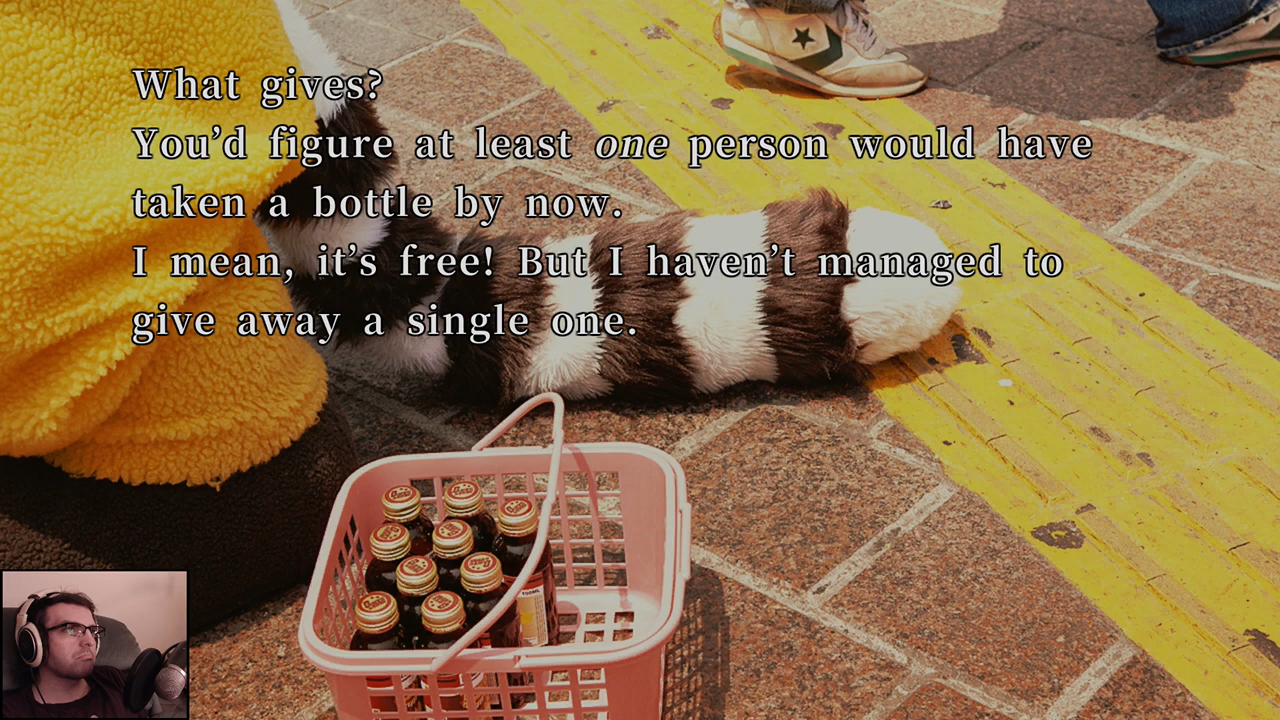 What gives?
You’d figure at least one person would have
taken a bottle by now.
I mean, it’s free! But I haven’t managed to
give away a single one.
100ML